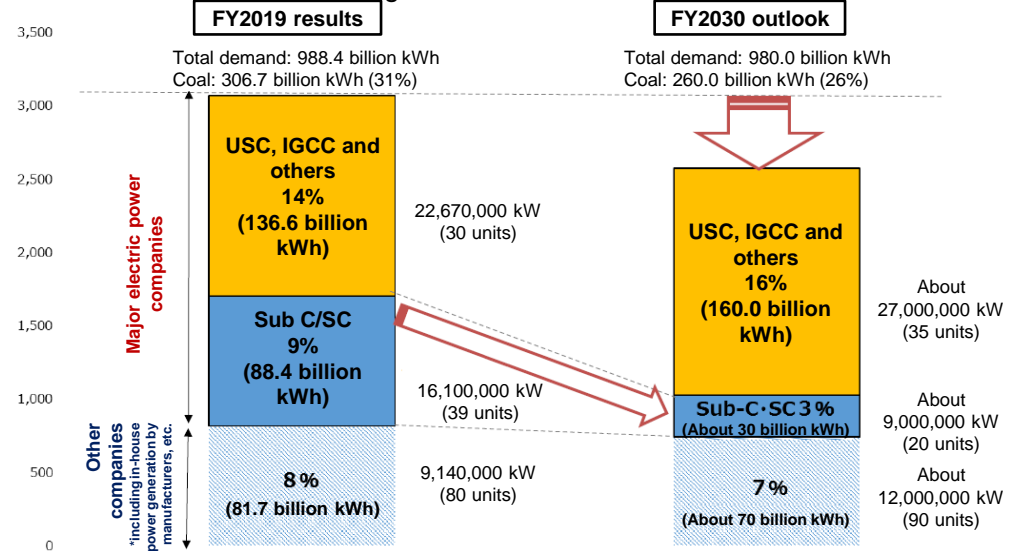 FY2019 results
FY2030 outlook
Total demand: 988.4 billion kWh
Coal: 306.7 billion kWh (31%)
Total demand: 980.0 billion kWh
Coal: 260.0 billion kWh (26%)
3,500
3,000
2,500
2,000
1,500
1,000
500
0
Major electric power
companies
Other
companies
*including in-house
power generation by
manufacturers, etc.
USC, IGCC and
others
14%
(136.6 billion
kWh)
22,670,000 kW
(30 units)
Sub C/SC
9%
(88.4 billion
kWh)
16,100,000 kW
(39 units)
8%
(81.7 billion kWh)
9,140,000 kW
(80 units)
USC, IGCC and
others
16%
(160.0 billion
kWh)
About
27,000,000 kW
(35 units)
Sub-C・SC3%
(About 30 billion kWh)
About
9,000,000 kW
(20 units)
7%
(About 70 billion kWh)
About
12,000,000 kW
(90 units)